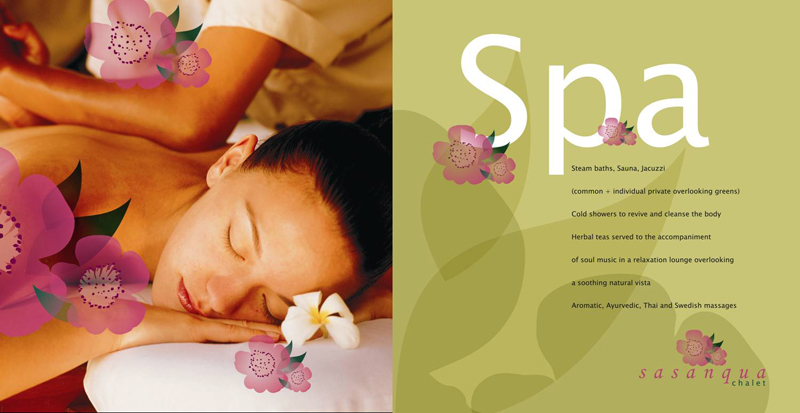 Spa
Steam baths, Sauna, Jacuzzi
(common + individual private overlooking greens)
Cold showers to revive and cleanse the body
Herbal teas served to the accompaniment
of soul music in a relaxation lounge overlooking
a soothing natural vista
Aromatic, Ayurvedic, Thai and Swedish massages
sasanqua
chalet